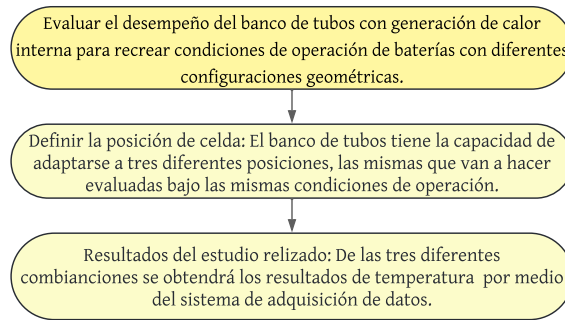 Evaluar el desempeño del banco de tubos con generación de calor
interna para recrear condiciones de operación de baterías con diferentes
configuraciones geométricas.
Definir la posición de celda: El banco de tubos tiene la capacidad de
adaptarse a tres diferentes posiciones, las mismas que van a hacer
evaluadas bajo las mismas condiciones de operación.
Resultados del estudio relizado: De las tres diferentes
combianciones se obtendrá los resultados de temperatura por medio
del sistema de adquisición de datos.